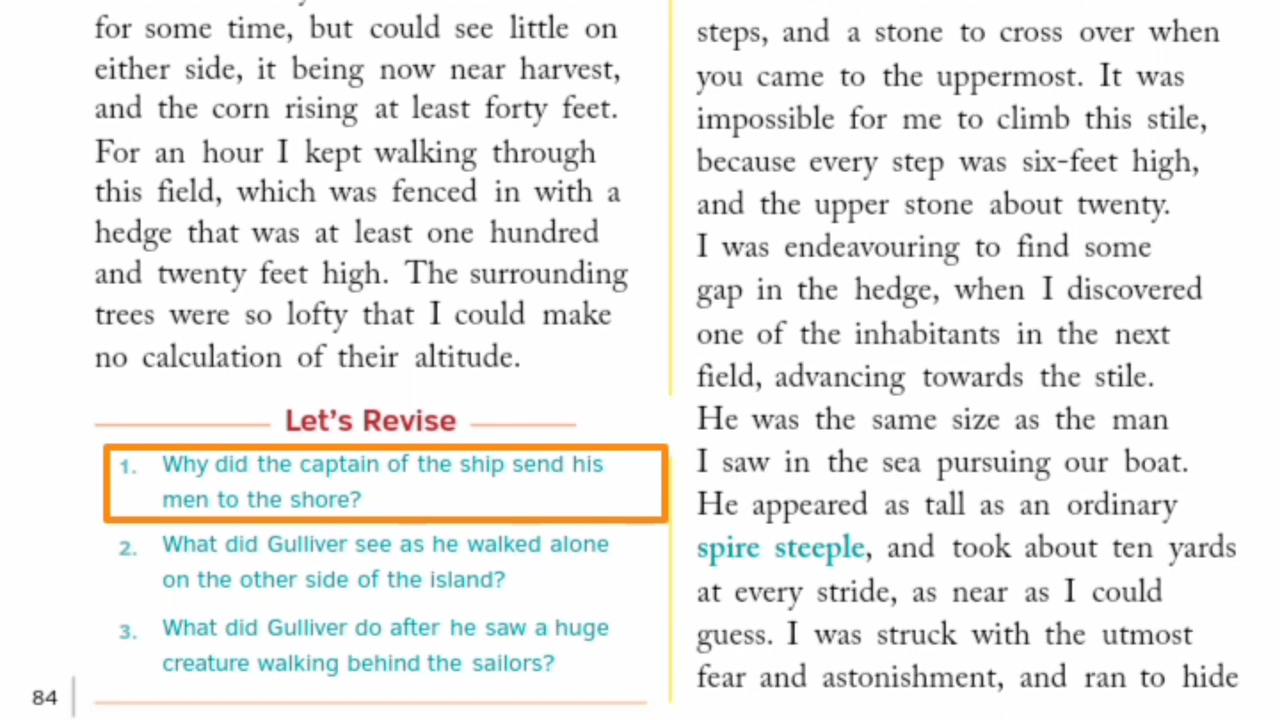 for some time, but could see little on
either side, it being now near harvest,
and the corn rising at least forty feet.
For an hour I kept walking through
this field, which was fenced in with a
hedge that was at least one hundred
and twenty feet high. The surrounding
trees were so lofty that I could make
no calculation of their altitude.
Let's Revise
1. Why did the captain of the ship send his
men to the shore?
2. What did Gulliver see as he walked alone
on the other side of the island?
3. What did Gulliver do after he saw a huge
creature walking behind the sailors?
84
steps, and a stone to cross over when
you came to the uppermost. It was
impossible for me to climb this stile,
because every step was six-feet high,
and the upper stone about twenty.
I was endeavouring to find some
gap in the hedge, when I discovered
one of the inhabitants in the next
field, advancing towards the stile.
He was the same size as the man
I saw in the sea pursuing our boat.
He appeared as tall as an ordinary
spire steeple, and took about ten yards
at every stride, as near as I could
guess. I was struck with the utmost
fear and astonishment, and ran to hide